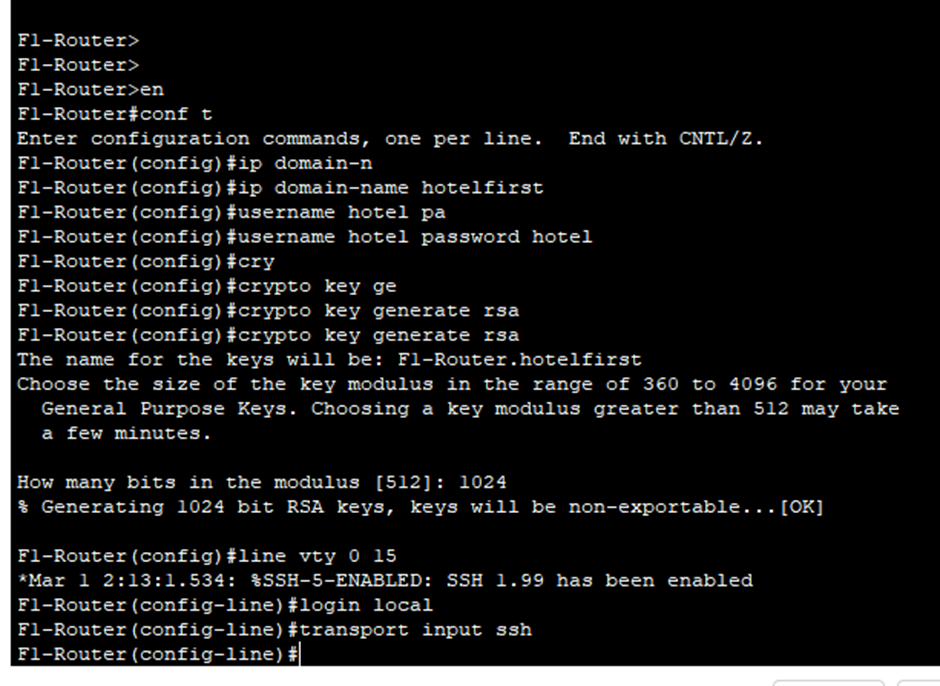 F1-Router>
F1-Router>
F1-Router>en
F1-Router#conf t
Enter configuration commands, one per line.  End with CNTL/Z.
F1-Router(config)#ip domain-n
F1-Router(config)#ip domain-name hotelfirst
F1-Router(config)#username hotel pa
F1-Router(config)#username hotel password hotel
F1-Router(config)#cry
F1-Router(config)#crypto key ge
F1-Router(config)#crypto key generate rsa
F1-Router(config)#crypto key generate rsa
The name for the keys will be: F1-Router.hotelfirst
Choose the size of the key modulus in the range of 360 to 4096 for your
  General Purpose Keys. Choosing a key modulus greater than 512 may take
  a few minutes.

How many bits in the modulus [512]: 1024
% Generating 1024 bit RSA keys, keys will be non-exportable...[OK]

F1-Router(config)#line vty 0 15
*Mar 1 2:13:1.534: %SSH-5-ENABLED: SSH 1.99 has been enabled
F1-Router(config-line)#login local
F1-Router(config-line)#transport input ssh
F1-Router(config-line)#